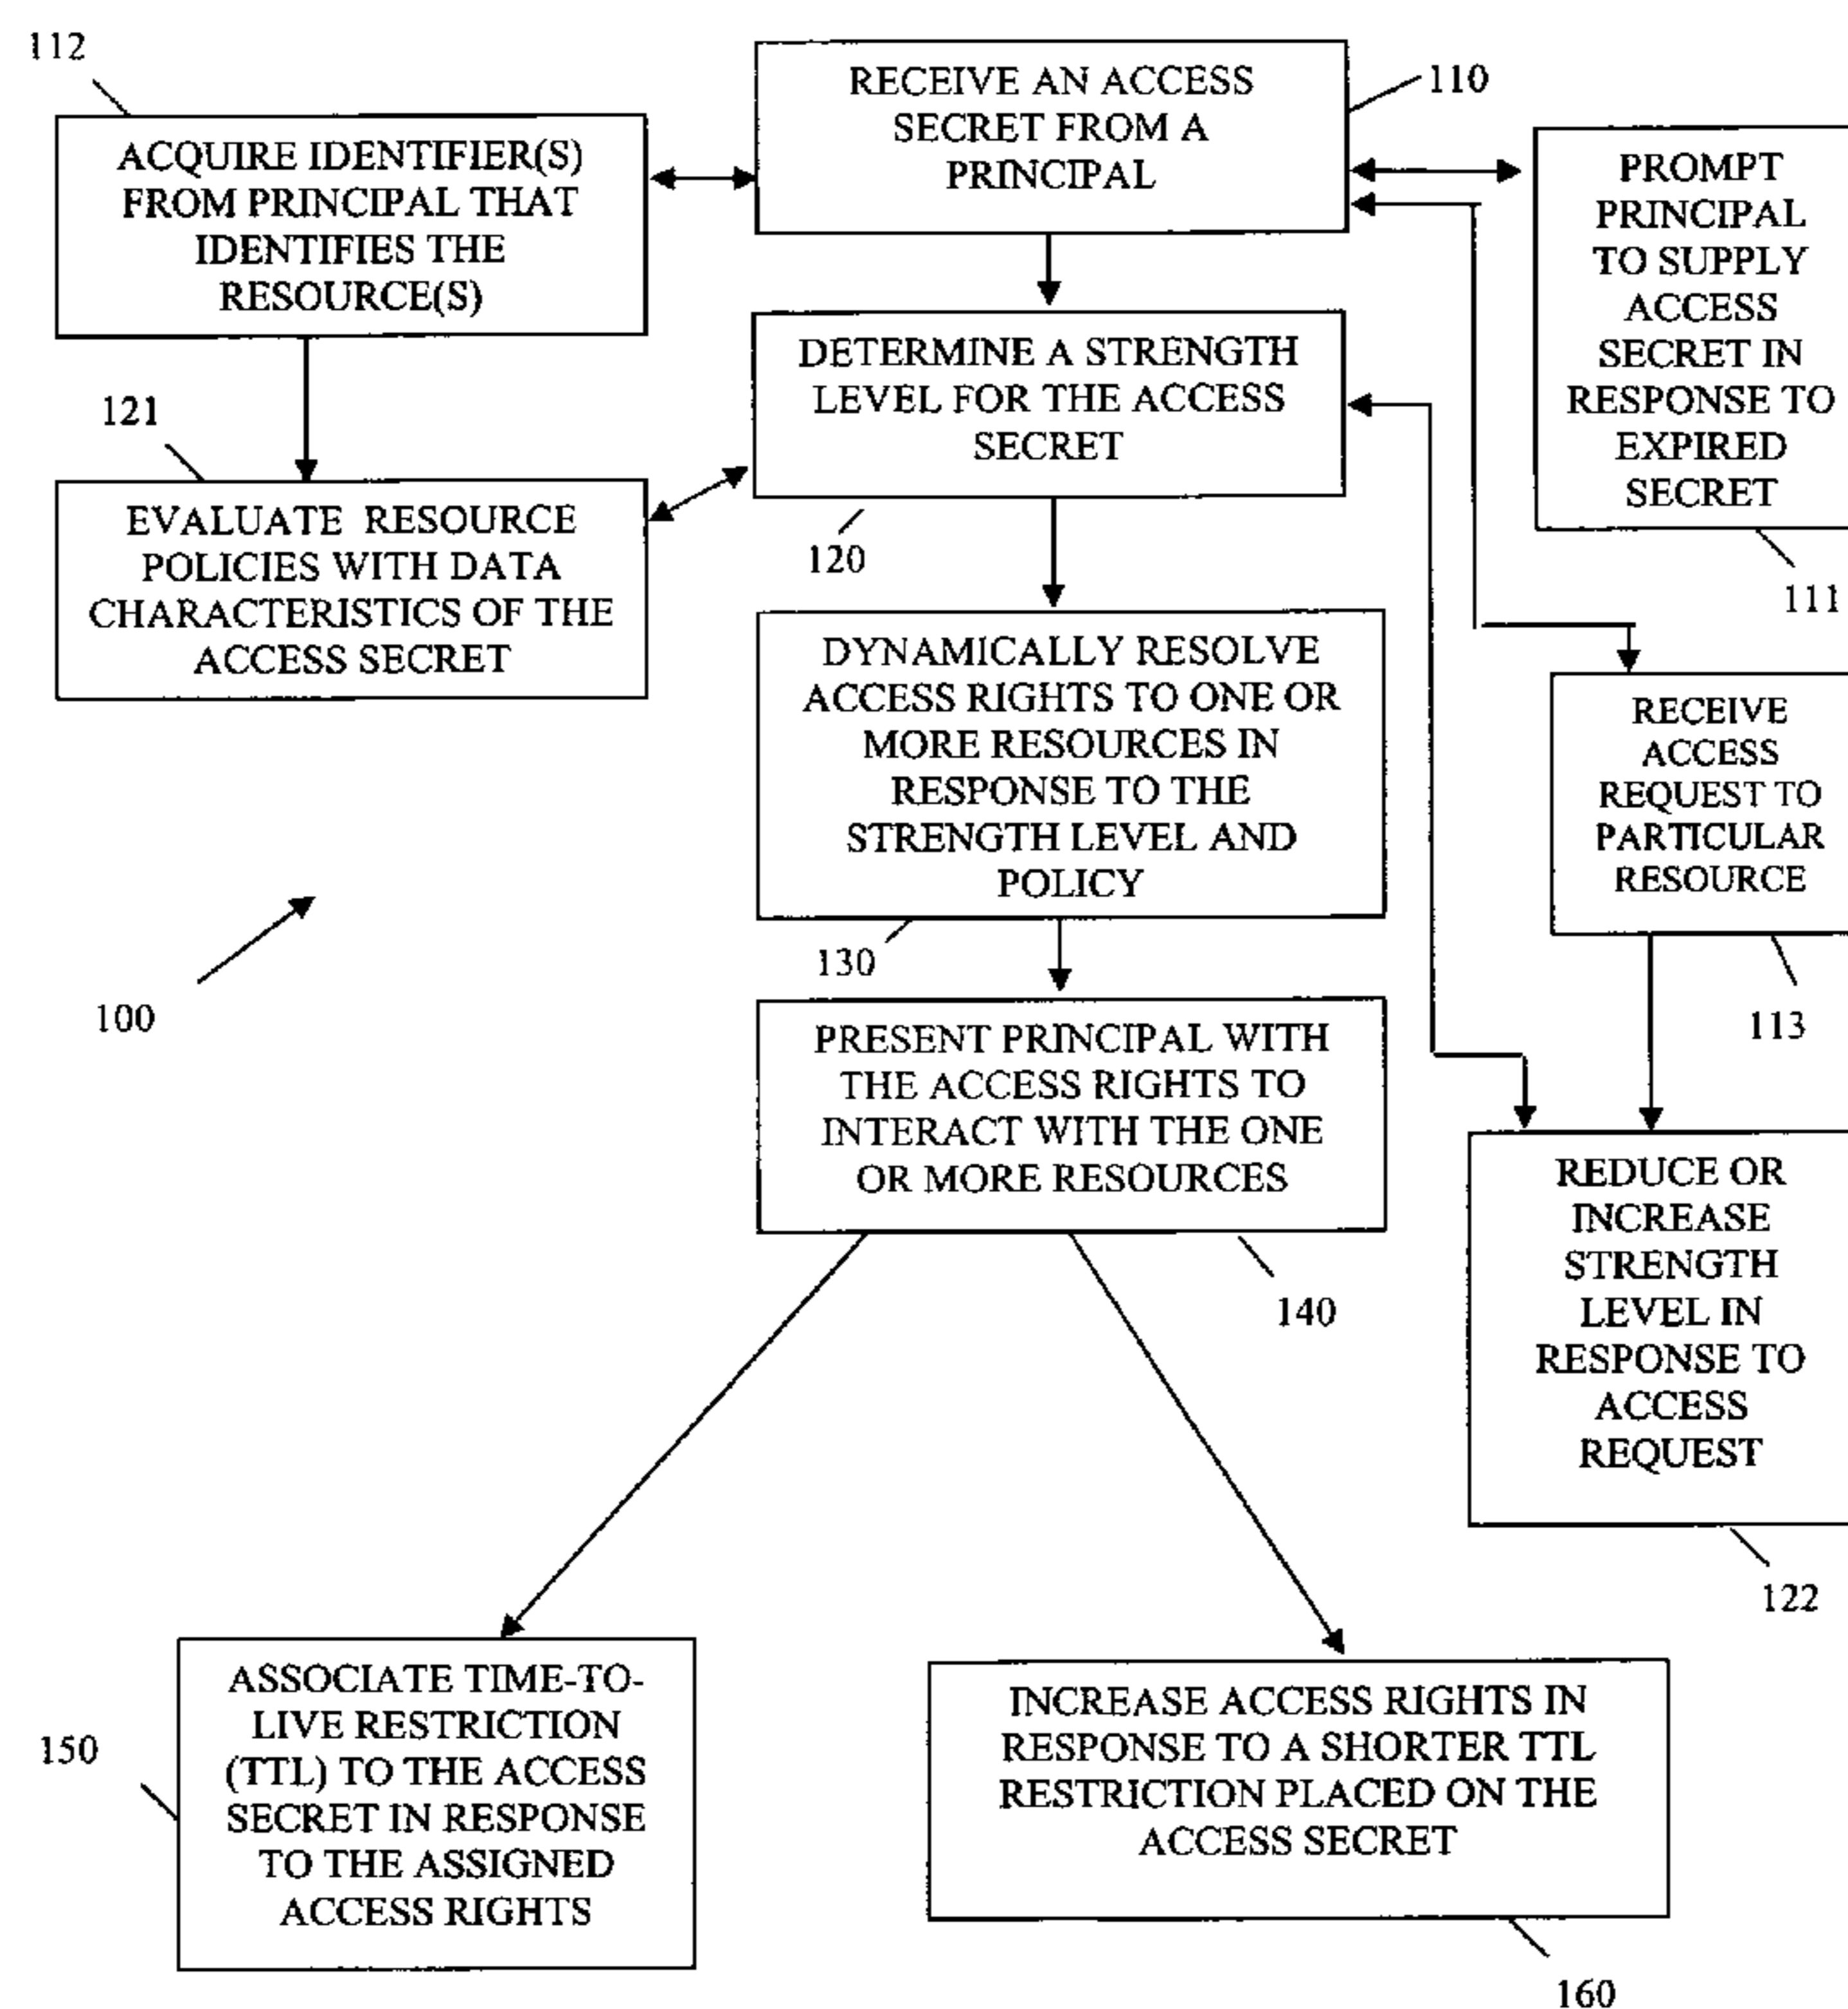 112
RECEIVE AN ACCESS
SECRET FROM A
PRINCIPAL
110
ACQUIRE IDENTIFIER(S)
FROM PRINCIPAL THAT
IDENTIFIES THE
RESOURCE(S)
PROMPT
PRINCIPAL
TO SUPPLY
ACCESS
SECRET IN
RESPONSE TO
EXPIRED
SECRET
111
DETERMINE A STRENGTH
LEVEL FOR THE ACCESS
SECRET
120
121
EVALUATE RESOURCE
POLICIES WITH DATA
CHARACTERISTICS OF THE
ACCESS SECRET
DYNAMICALLY RESOLVE
ACCESS RIGHTS TO ONE OR
MORE RESOURCES IN
RESPONSE TO THE
STRENGTH LEVEL AND
POLICY
130
RECEIVE
ACCESS
REQUEST TO
PARTICULAR
RESOURCE
113
100
PRESENT PRINCIPAL WITH
THE ACCESS RIGHTS TO
INTERACT WITH THE ONE
OR MORE RESOURCES
140
REDUCE OR
INCREASE
STRENGTH
LEVEL IN
RESPONSE TO
ACCESS
REQUEST
122
150
ASSOCIATE TIME-TO-
LIVE RESTRICTION
(TTL) TO THE ACCESS
SECRET IN RESPONSE
TO THE ASSIGNED
ACCESS RIGHTS
INCREASE ACCESS RIGHTS IN
RESPONSE TO A SHORTER TTL
RESTRICTION PLACED ON THE
ACCESS SECRET
160